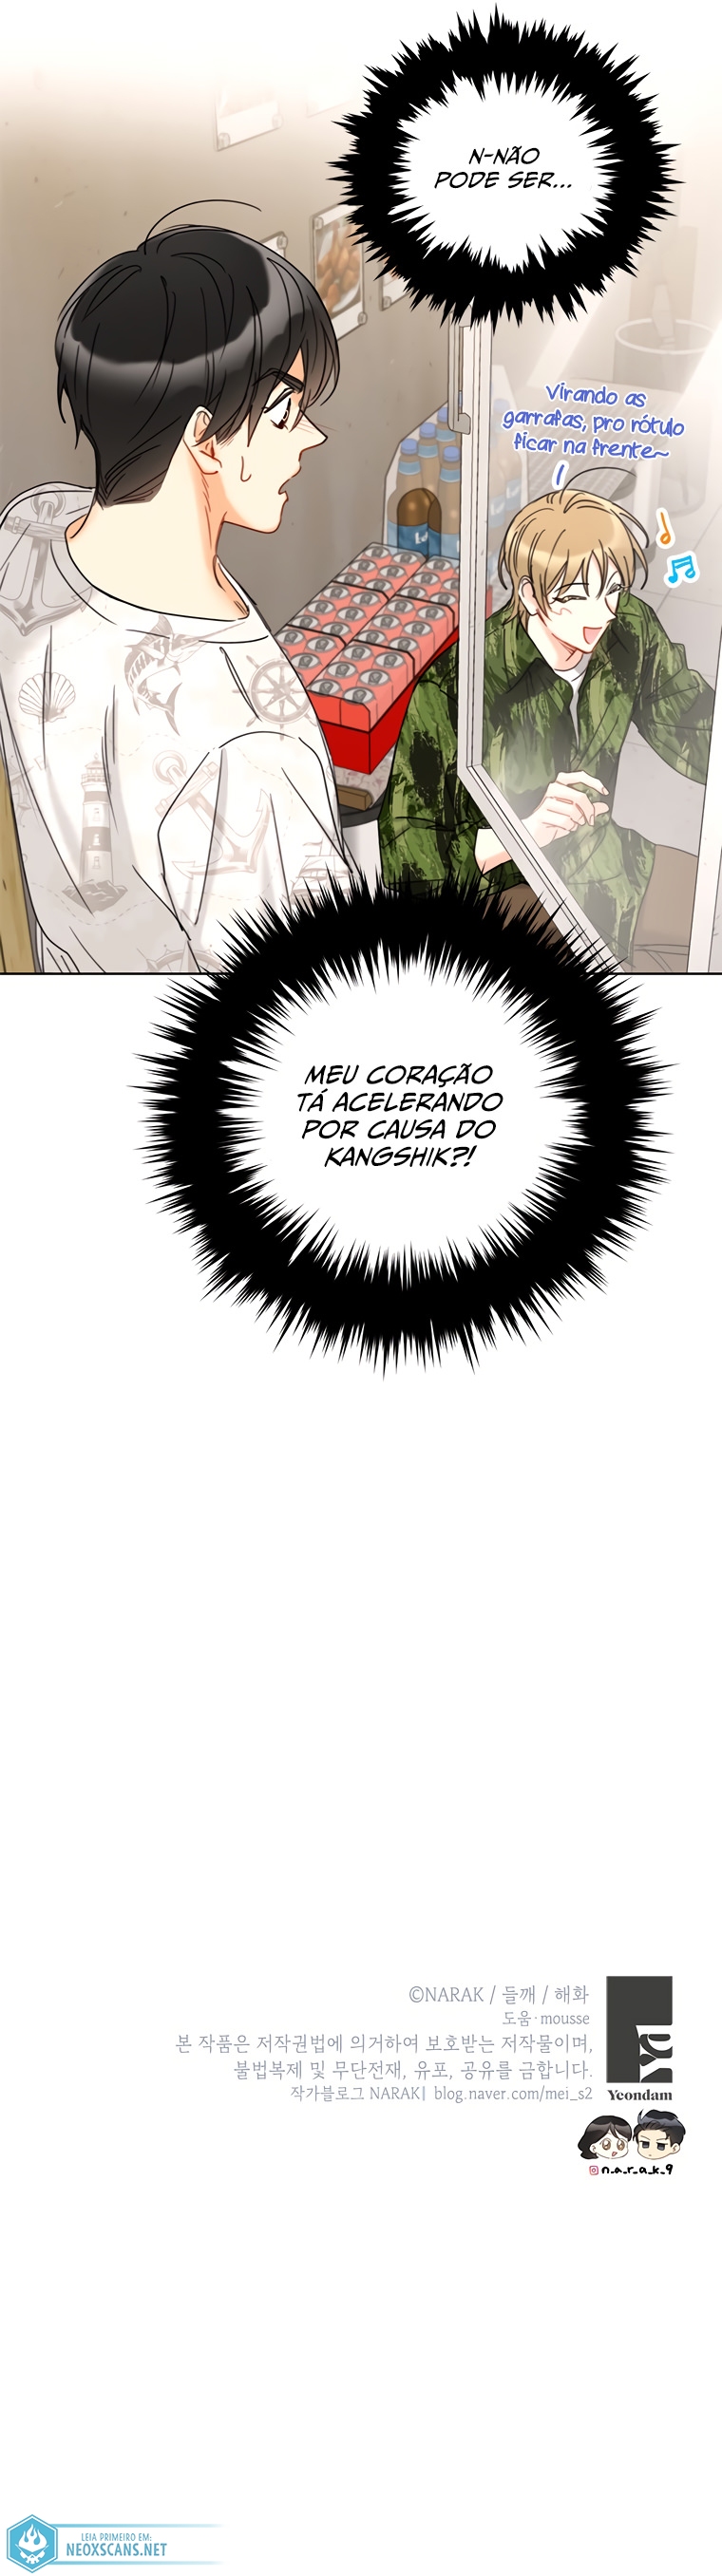 N-NÃO
PODE SER...
Virando as
garrafas, pro rótulo
ficar na frente~
MEU CORAÇÃO
TÁ ACELERANDO
POR CAUSA DO
KANGSHIK?!
©NARAK / 들깨 / 해화
도움·mousse
본 작품은 저작권법에 의거하여 보호받는 저작물이며,
불법복제 및 무단전재, 유포, 공유를 금합니다.
작가블로그 NARAK| blog.naver.com/mei_s2
Yeondam
n_a_r_a_k_9
LEIA PRIMEIRO EM:
NEOXSCANS.NET